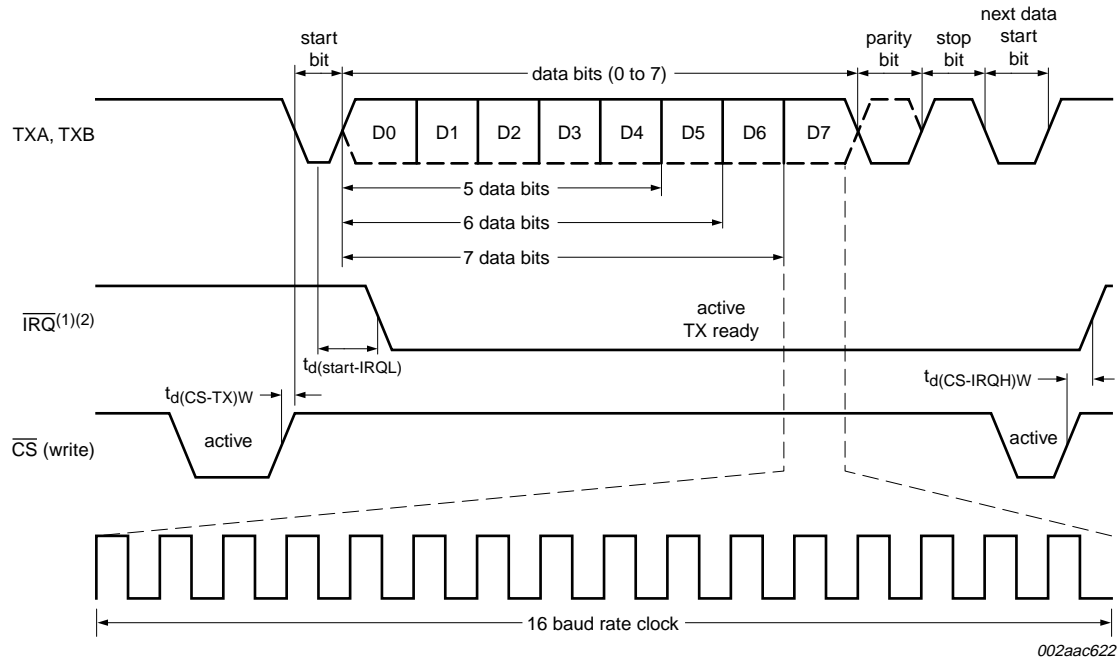 start
bit
data bits (0 to 7)
parity
bit
stop
bit
next data
start
bit
TXA, TXB
D0 D1 D2 D3 D4 D5 D6 D7
5 data bits
6 data bits
7 data bits
IRQ(1)(2)
active
TX ready
td(start-IRQL)
td(CS-TX)W
td(CS-IRQH)W
CS (write)
active
active
16 baud rate clock
002aac622